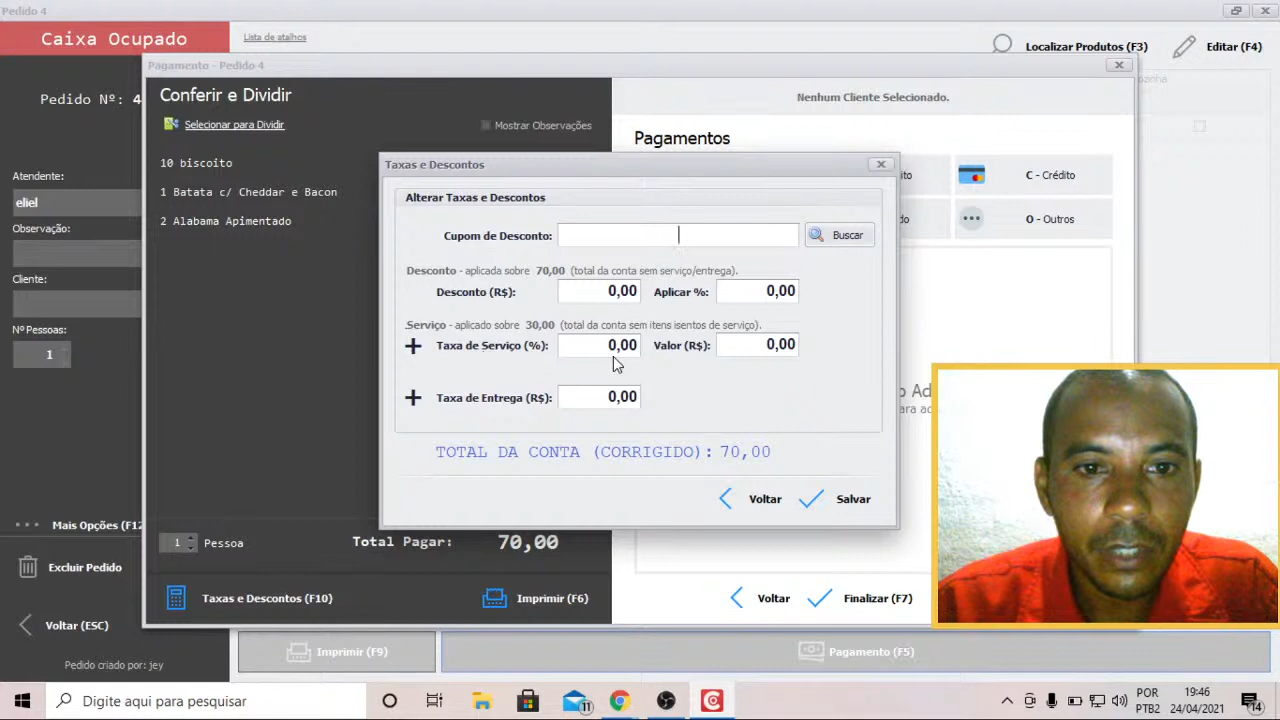 Pedido 4
Caixa Ocupado
Lista de atalhos
Localizar Produtos (F3)
Editar (F4)
Pedido Nº: 4
Pagamento - Pedido 4
Conferir e Dividir
Nenhum Cliente Selecionado.
Selecionar para Dividir
Mostrar Observações
Pagamentos
10 biscoito
1 Batata c/ Cheddar e Bacon
2 Alabama Apimentado
C - Crédito
O - Outros
Atendente:
eliel
Observação:
Cliente:
Nº Pessoas:
1
Taxas e Descontos
Alterar Taxas e Descontos
Cupom de Desconto:
Buscar
Desconto - aplicada sobre 70,00 (total da conta sem serviço/entrega).
Desconto (R$): 0,00 Aplicar %: 0,00
Serviço - aplicado sobre 30,00 (total da conta sem itens isentos de serviço).
Taxa de Serviço (%): 0,00 Valor (R$): 0,00
Taxa de Entrega (R$): 0,00
TOTAL DA CONTA (CORRIGIDO): 70,00
Voltar
Salvar
Mais Opções (F12
1 Pessoa
Total Pagar: 70,00
Excluir Pedido
Taxas e Descontos (F10)
Imprimir (F6)
Voltar
Finalizar (F7)
Voltar (ESC)
Imprimir (F9)
Pagamento (F5)
Pedido criado por: jey
Digite aqui para pesquisar
11
POR
PTB2
19:46
24/04/2021
14